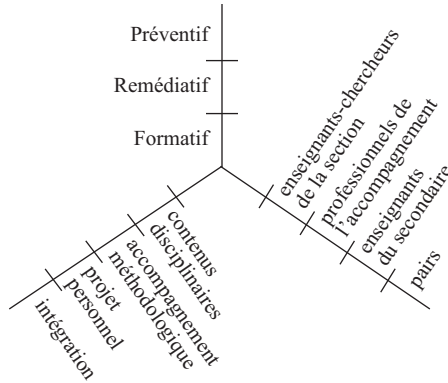 Préventif
Remédiatif
Formatif
enseignants-chercheurs
de la section
professionnels de
l’accompagnement
enseignants
du secondaire
pairs
contenus
disciplinaires
accompagnement
méthodologique
projet
personnel
intégration